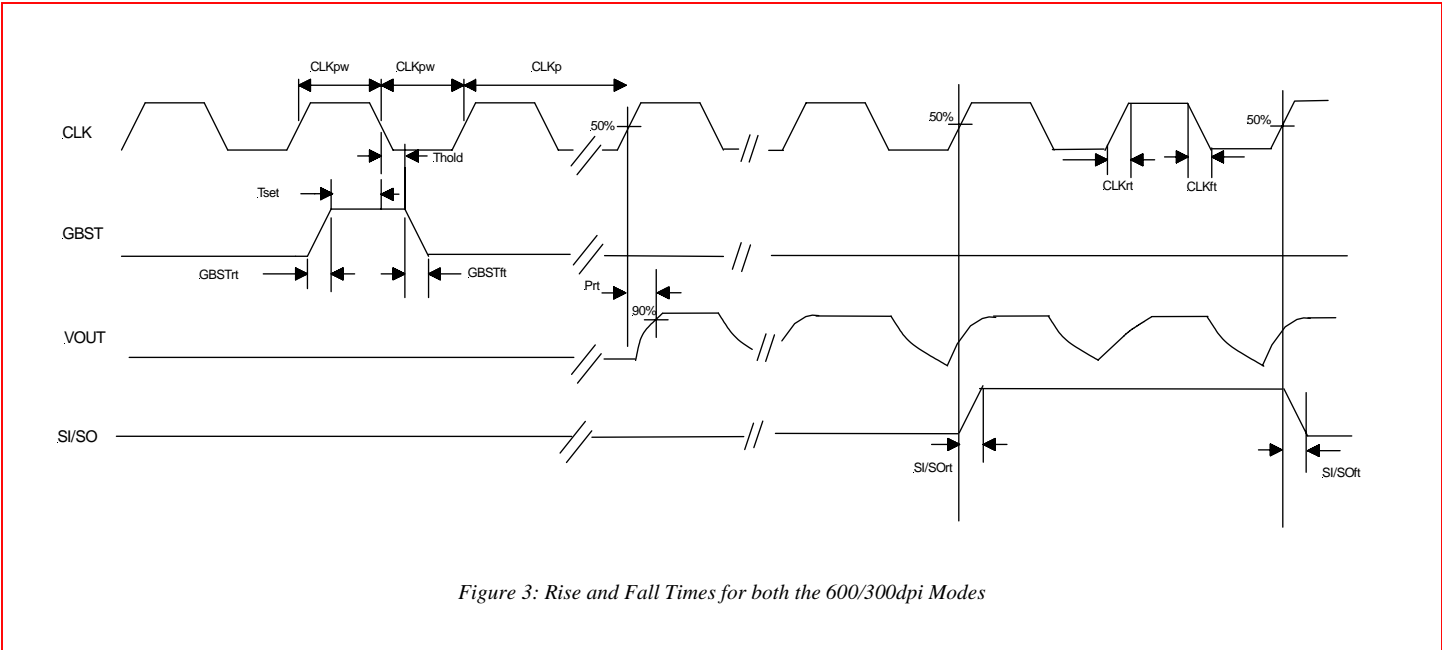 CLKpw CLKpw CLKp
CLK 50% 50% 50%
Thold
CLKrt CLKft
Tset
GBST
GBSTrt GBSTft
Prt
90%
VOUT
SI/SO
SI/SOrt SI/SOft
Figure 3: Rise and Fall Times for both the 600/300dpi Modes